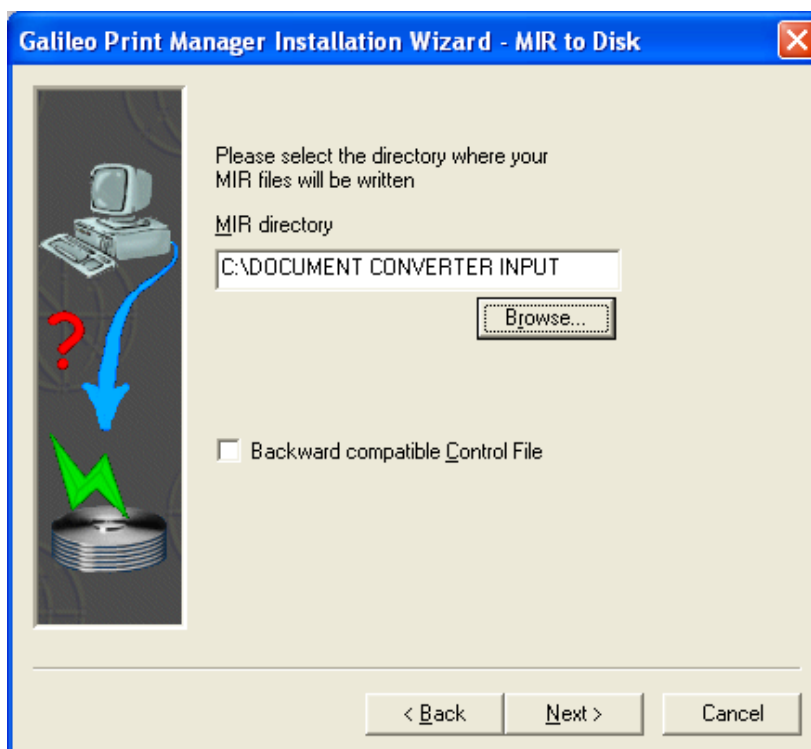 Galileo Print Manager Installation Wizard - MIR to Disk
Please select the directory where your
MIR files will be written
MIR directory
C:\DOCUMENT CONVERTER INPUT
Browse...
?
Backward compatible Control File
< Back
Next >
Cancel